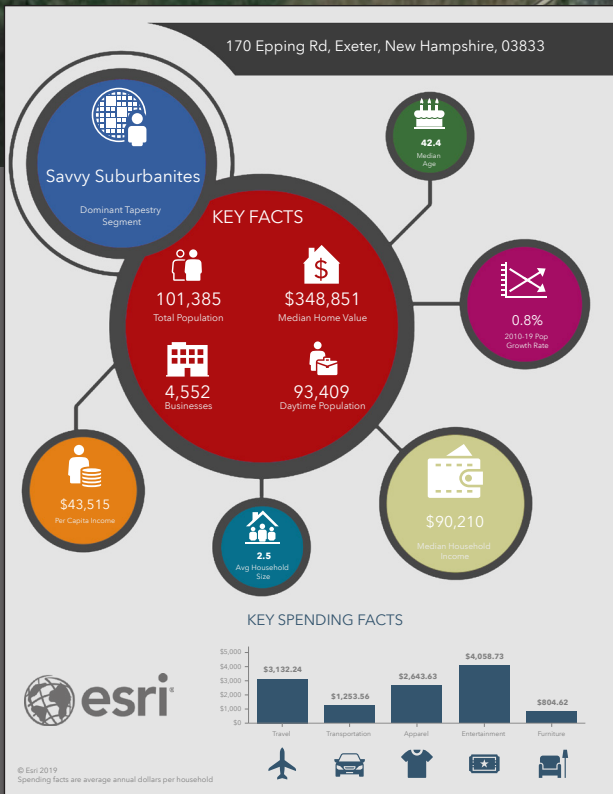 170 Epping Rd, Exeter, New Hampshire, 03833
Savvy Suburbanites
Dominant Tapestry
Segment
KEY FACTS
101,385
Total Population
$348,851
Median Home Value
4,552
Businesses
93,409
Daytime Population
42.4
Median
Age
0.8%
2010-19 Pop
Growth Rate
$43,515
Per Capita Income
2.5
Avg Household
Size
$90,210
Median Household
Income
KEY SPENDING FACTS
$5,000
$4,000
$3,000
$2,000
$1,000
$0
$3,132.24
$1,253.56
$2,643.63
$4,058.73
$804.62
Travel
Transportation
Apparel
Entertainment
Furniture
esri®
© Esri 2019
Spending facts are average annual dollars per household